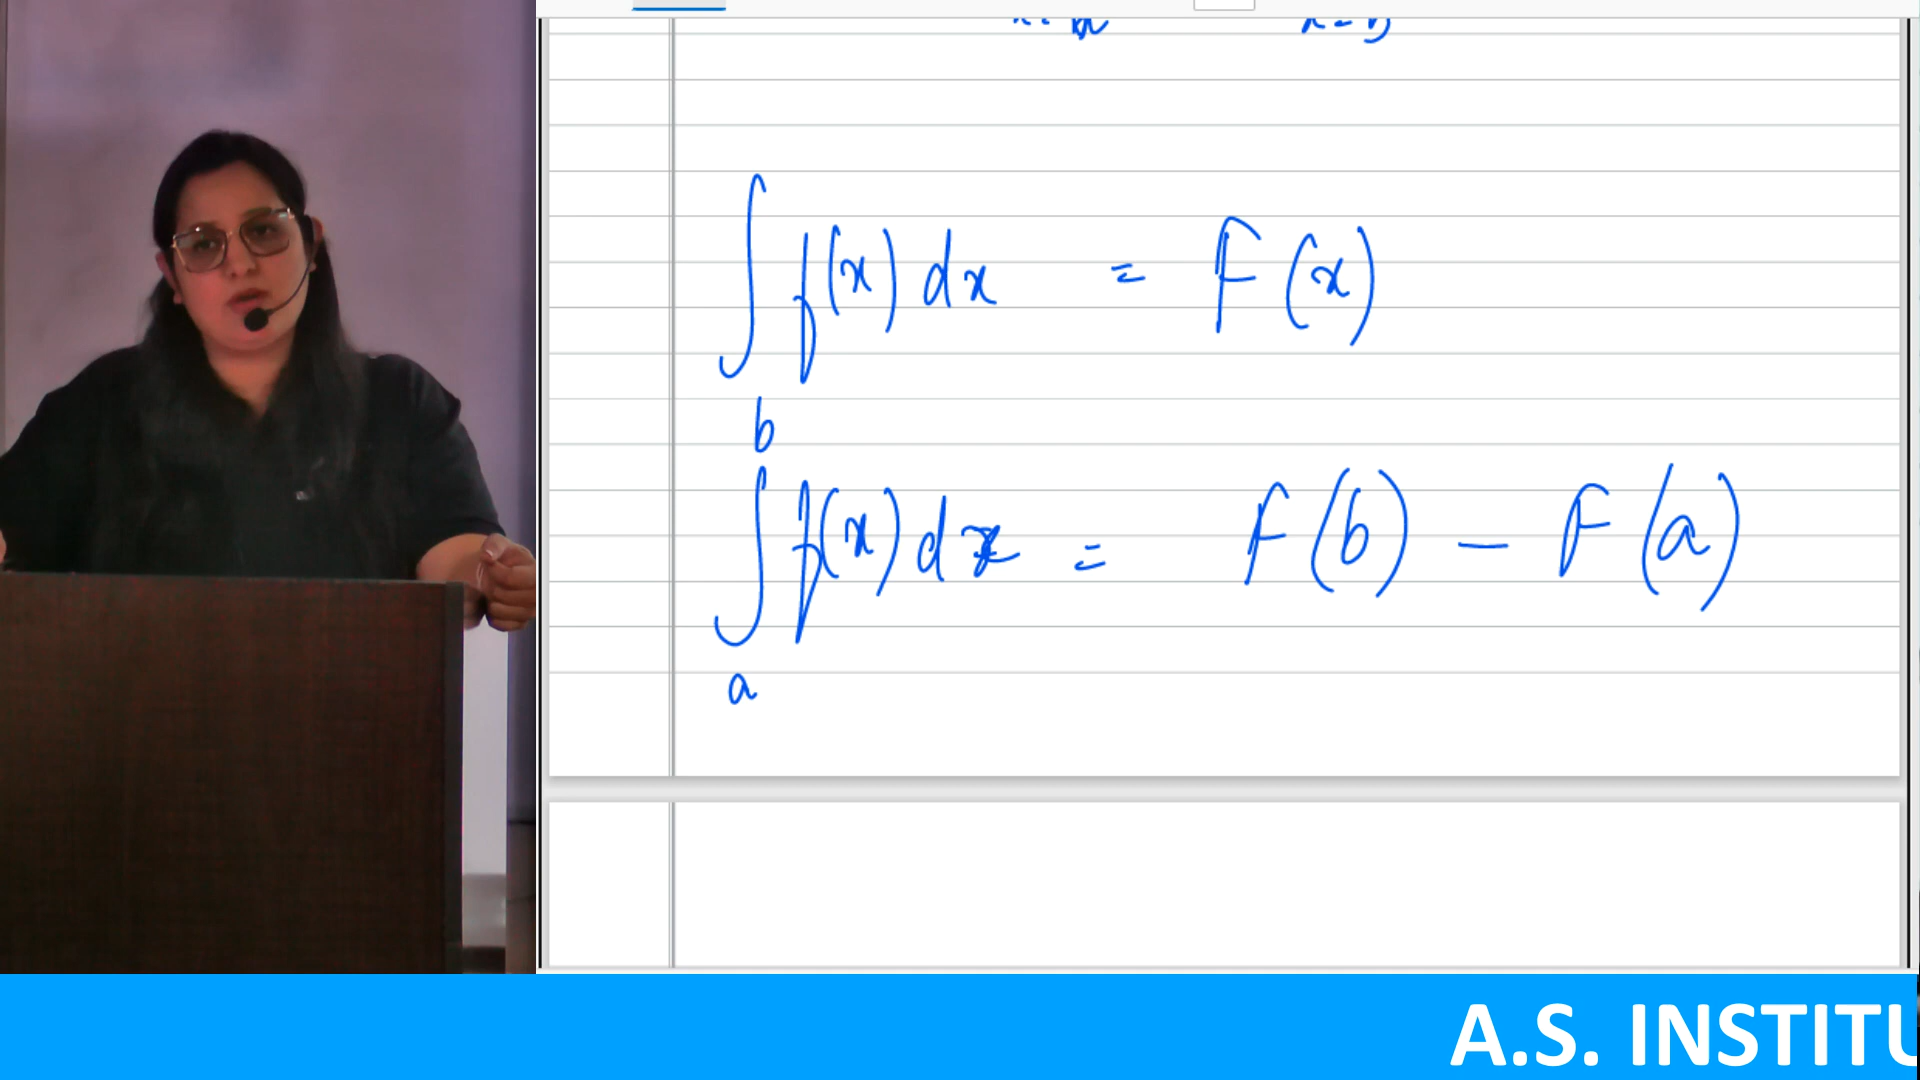 ∫ f(x) dx = F(x)
b
∫ f(x) dx = F(b) − F(a)
a
A.S. INSTITU